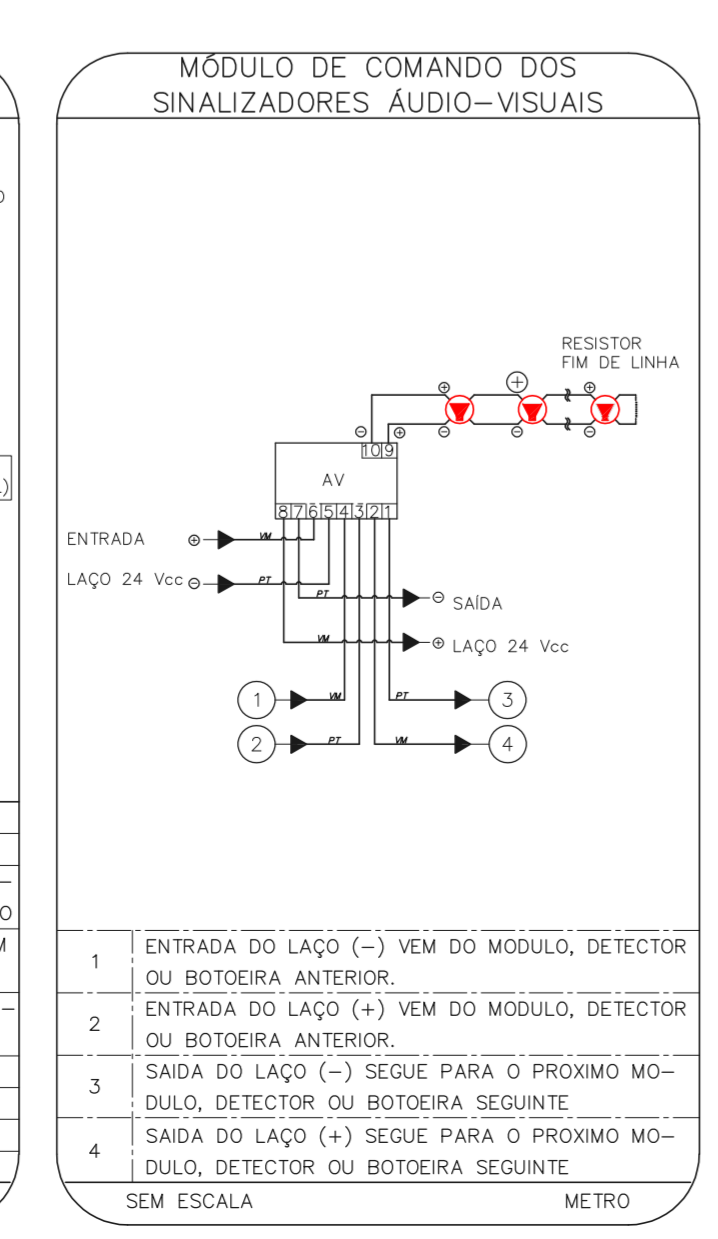 MÓDULO DE COMANDO DOS
SINALIZADORES ÁUDIO-VISUAIS
O
RESISTOR
FIM DE LINHA
+ + +
- + - - -
10 9
AV
)
8 7 6 5 4 3 2 1
ENTRADA + VM
LAÇO 24 Vcc - PT
PT - SAÍDA
VM + LAÇO 24 Vcc
1 VM PT 3
2 PT VM 4
-
O
M
-
1 ENTRADA DO LAÇO (-) VEM DO MODULO, DETECTOR
OU BOTOEIRA ANTERIOR.
2 ENTRADA DO LAÇO (+) VEM DO MODULO, DETECTOR
OU BOTOEIRA ANTERIOR.
3 SAIDA DO LAÇO (-) SEGUE PARA O PROXIMO MO-
DULO, DETECTOR OU BOTOEIRA SEGUINTE
4 SAIDA DO LAÇO (+) SEGUE PARA O PROXIMO MO-
DULO, DETECTOR OU BOTOEIRA SEGUINTE
SEM ESCALA METRO